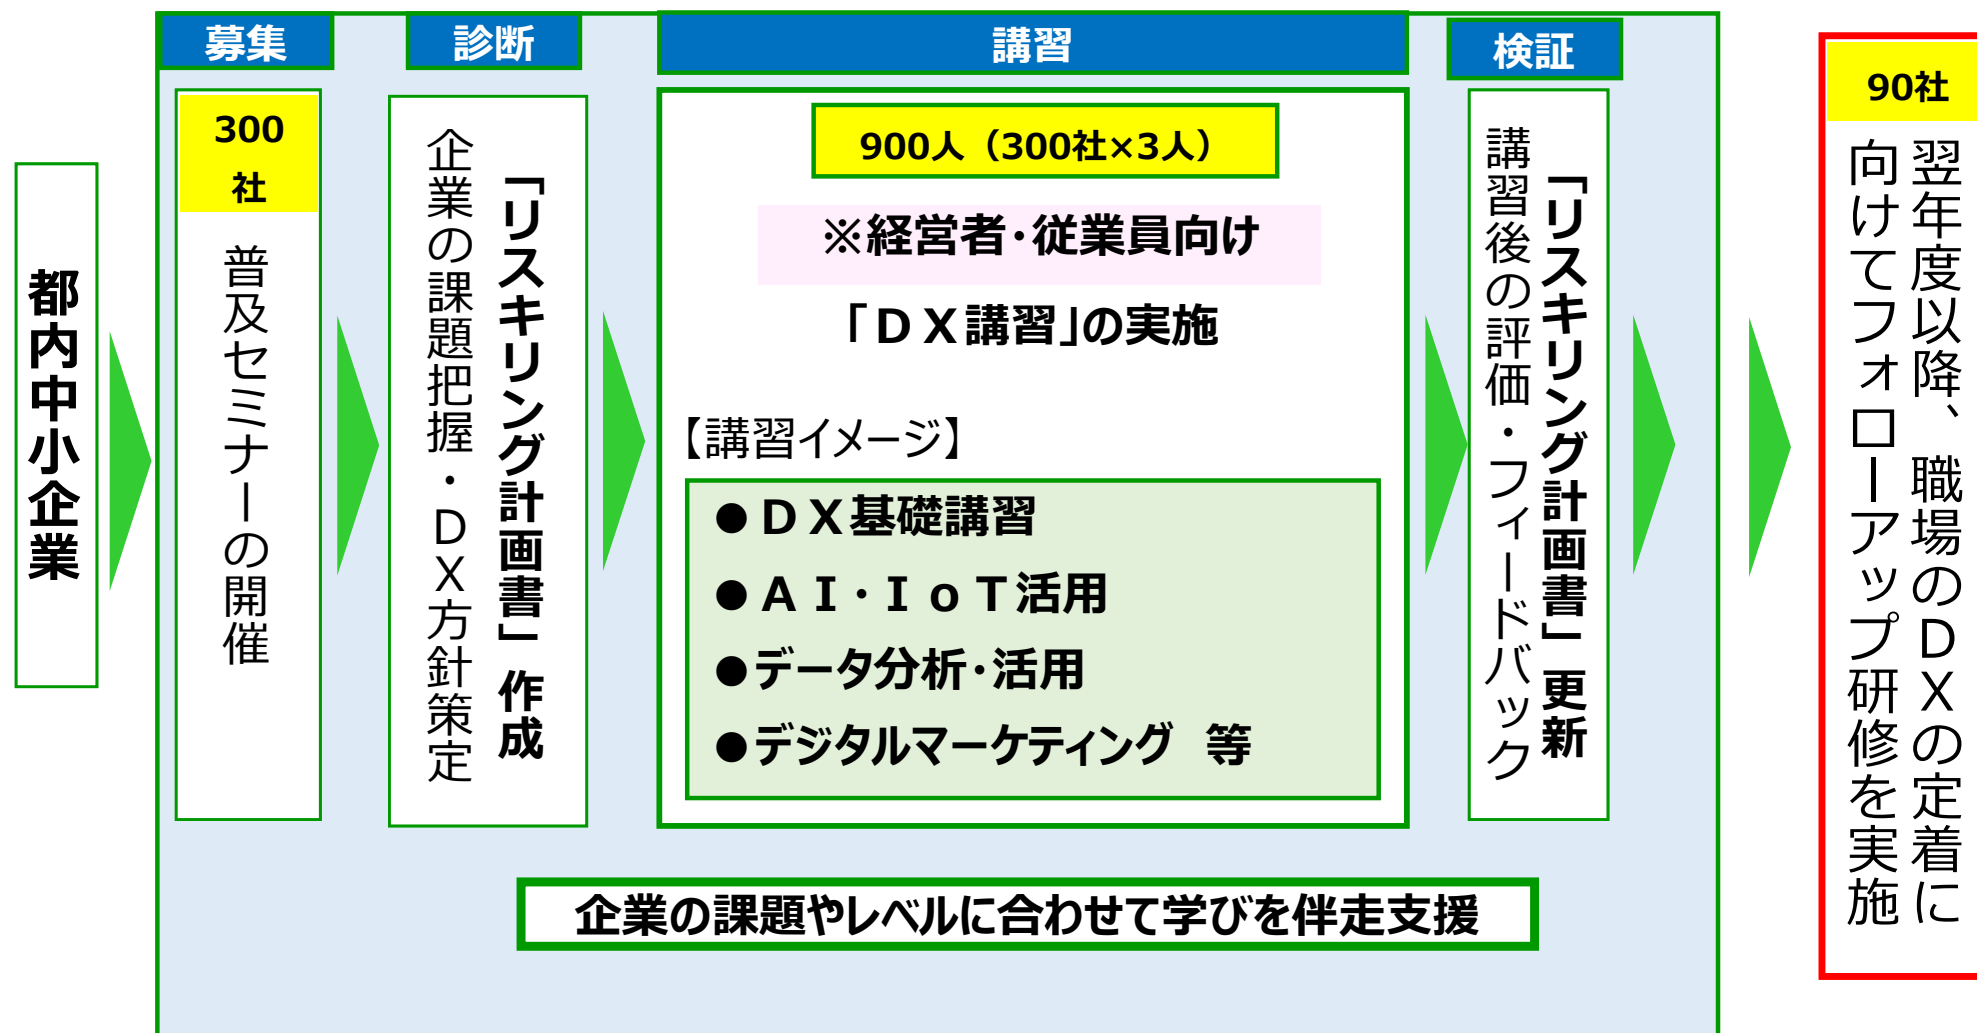 都内中小企業
募集
300
社
普及セミナーの開催
診断
「リスキリング計画書」作成
企業の課題把握・ＤＸ方針策定
講習
900人（300社×3人）
※経営者・従業員向け
「ＤＸ講習」の実施
【講習イメージ】
●ＤＸ基礎講習
●ＡＩ・ＩｏＴ活用
●データ分析・活用
●デジタルマーケティング　等
検証
「リスキリング計画書」更新
講習後の評価・フィードバック
企業の課題やレベルに合わせて学びを伴走支援
90社
翌年度以降、職場のＤＸの定着に
向けてフォローアップ研修を実施